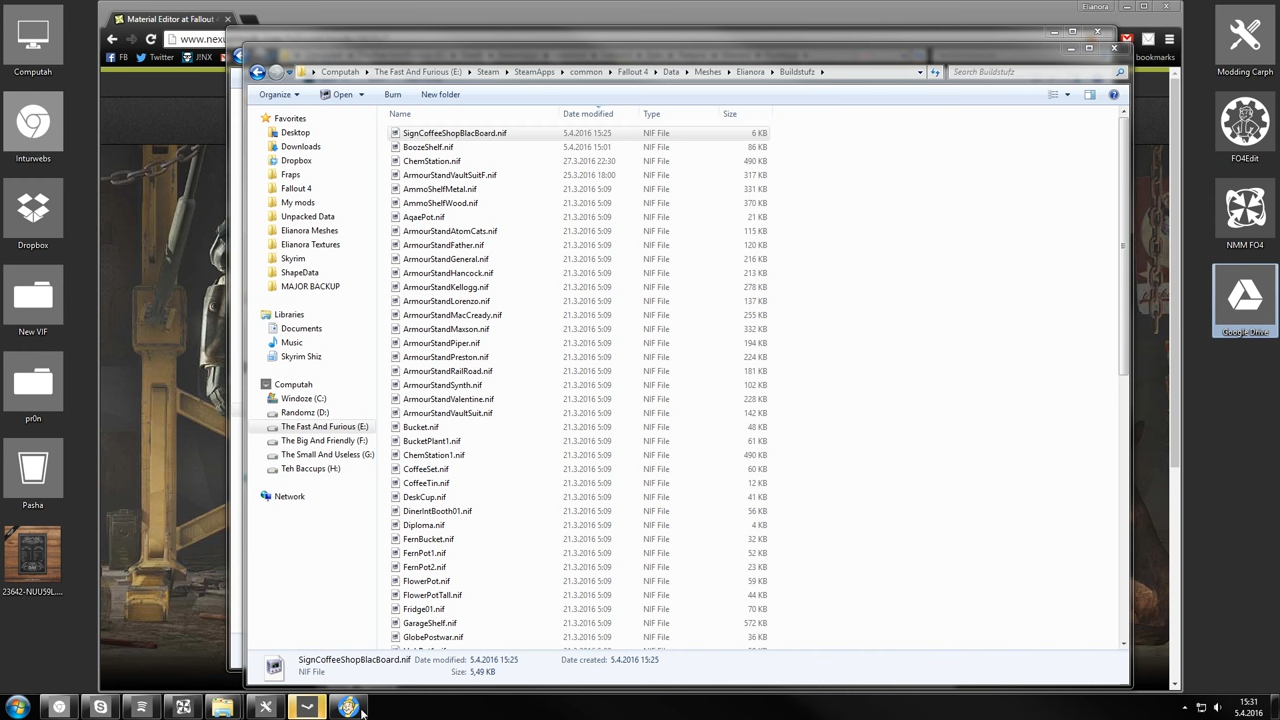 Computah
Inturwebs
Dropbox
New VIF
pr0n
Pasha
23642-NUU59L....
Material Editor at Fallout
Elianora
www.nexu
FB
Twitter
J!NX
bookmarks
Computah
The Fast And Furious (E:)
Steam
SteamApps
common
Fallout 4
Data
Meshes
Elianora
Buildstufz
Search Buildstufz
Organize
Open
Burn
New folder
Favorites
Desktop
Downloads
Dropbox
Fraps
Fallout 4
My mods
Unpacked Data
Elianora Meshes
Elianora Textures
Skyrim
ShapeData
MAJOR BACKUP
Libraries
Documents
Music
Skyrim Shiz
Computah
Windoze (C:)
Randomz (D:)
The Fast And Furious (E:)
The Big And Friendly (F:)
The Small And Useless (G:)
Teh Baccups (H:)
Network
Name Date modified Type Size
SignCoffeeShopBlacBoard.nif 5.4.2016 15:25 NIF File 6 KB
BoozeShelf.nif 5.4.2016 15:01 NIF File 86 KB
ChemStation.nif 27.3.2016 22:30 NIF File 490 KB
ArmourStandVaultSuitF.nif 25.3.2016 18:00 NIF File 317 KB
AmmoShelfMetal.nif 21.3.2016 5:09 NIF File 331 KB
AmmoShelfWood.nif 21.3.2016 5:09 NIF File 370 KB
AqaePot.nif 21.3.2016 5:09 NIF File 21 KB
ArmourStandAtomCats.nif 21.3.2016 5:09 NIF File 115 KB
ArmourStandFather.nif 21.3.2016 5:09 NIF File 120 KB
ArmourStandGeneral.nif 21.3.2016 5:09 NIF File 216 KB
ArmourStandHancock.nif 21.3.2016 5:09 NIF File 213 KB
ArmourStandKellogg.nif 21.3.2016 5:09 NIF File 278 KB
ArmourStandLorenzo.nif 21.3.2016 5:09 NIF File 137 KB
ArmourStandMacCready.nif 21.3.2016 5:09 NIF File 255 KB
ArmourStandMaxson.nif 21.3.2016 5:09 NIF File 332 KB
ArmourStandPiper.nif 21.3.2016 5:09 NIF File 194 KB
ArmourStandPreston.nif 21.3.2016 5:09 NIF File 224 KB
ArmourStandRailRoad.nif 21.3.2016 5:09 NIF File 181 KB
ArmourStandSynth.nif 21.3.2016 5:09 NIF File 102 KB
ArmourStandValentine.nif 21.3.2016 5:09 NIF File 228 KB
ArmourStandVaultSuit.nif 21.3.2016 5:09 NIF File 142 KB
Bucket.nif 21.3.2016 5:09 NIF File 48 KB
BucketPlant1.nif 21.3.2016 5:09 NIF File 61 KB
ChemStation1.nif 21.3.2016 5:09 NIF File 490 KB
CoffeeSet.nif 21.3.2016 5:09 NIF File 60 KB
CoffeeTin.nif 21.3.2016 5:09 NIF File 12 KB
DeskCup.nif 21.3.2016 5:09 NIF File 41 KB
DinerIntBooth01.nif 21.3.2016 5:09 NIF File 56 KB
Diploma.nif 21.3.2016 5:09 NIF File 4 KB
FernBucket.nif 21.3.2016 5:09 NIF File 32 KB
FernPot1.nif 21.3.2016 5:09 NIF File 52 KB
FernPot2.nif 21.3.2016 5:09 NIF File 23 KB
FlowerPot.nif 21.3.2016 5:09 NIF File 59 KB
FlowerPotTall.nif 21.3.2016 5:09 NIF File 44 KB
Fridge01.nif 21.3.2016 5:09 NIF File 70 KB
GarageShelf.nif 21.3.2016 5:09 NIF File 572 KB
GlobePostwar.nif 21.3.2016 5:09 NIF File 36 KB
SignCoffeeShopBlacBoard.nif Date modified: 5.4.2016 15:25 Date created: 5.4.2016 15:25
NIF File Size: 5,49 KB
Modding Carph
FO4Edit
NMM FO4
Google Drive
15:31
5.4.2016